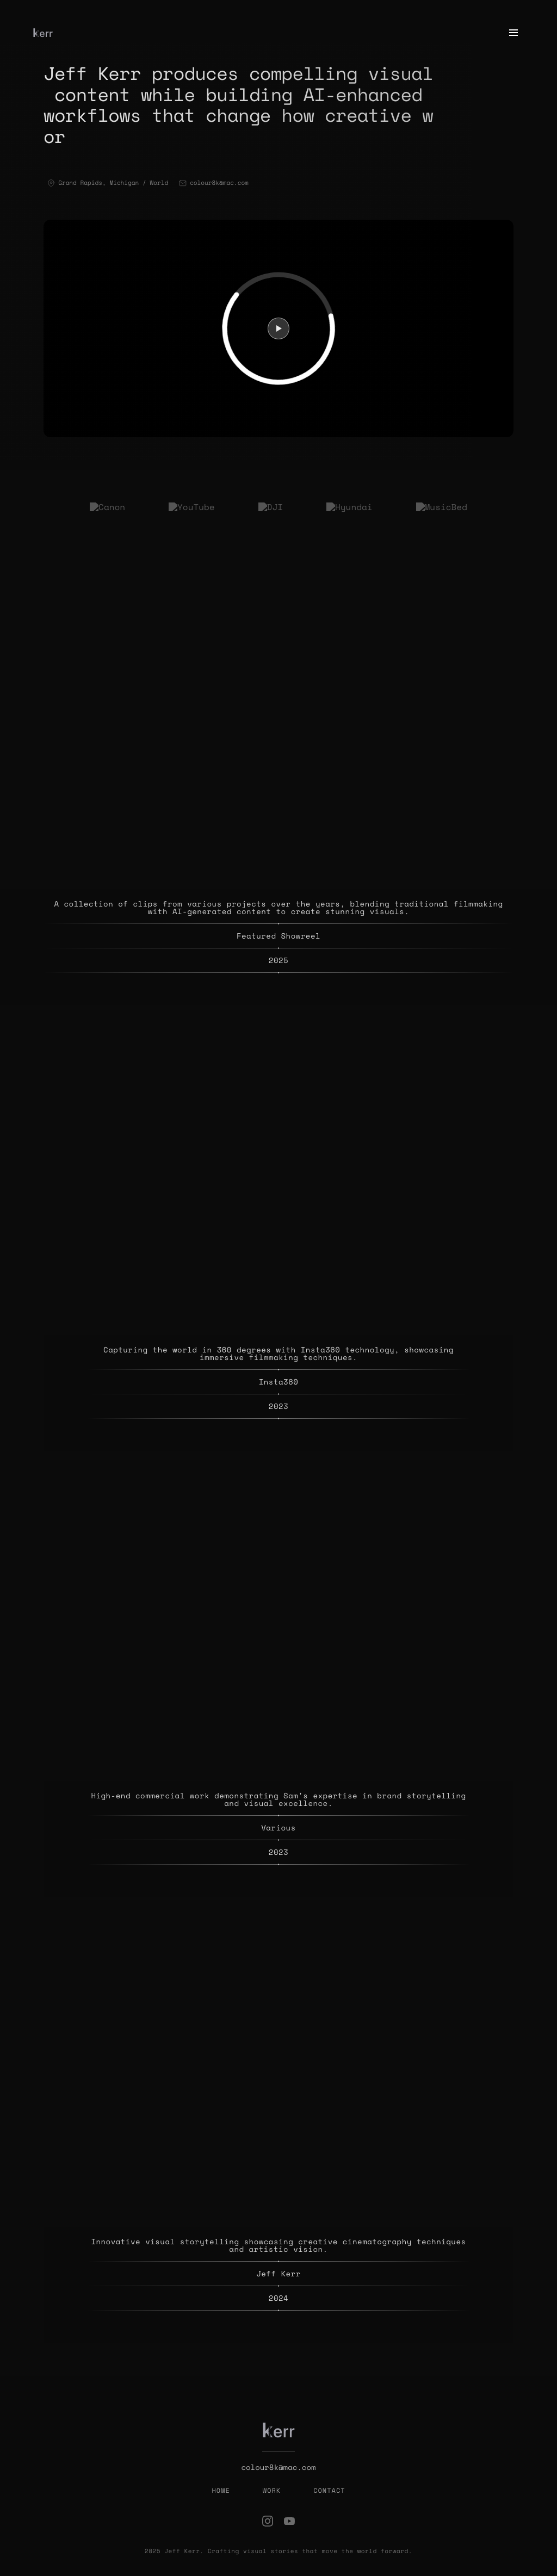 kerr
Jeff Kerr produces compelling visual
content while building AI-enhanced
workflows that change how creative w
or
Grand Rapids, Michigan / World colour8k@mac.com
Canon YouTube DJI Hyundai MusicBed
A collection of clips from various projects over the years, blending traditional filmmaking
with AI-generated content to create stunning visuals.
Featured Showreel
2025
Capturing the world in 360 degrees with Insta360 technology, showcasing
immersive filmmaking techniques.
Insta360
2023
High-end commercial work demonstrating Sam's expertise in brand storytelling
and visual excellence.
Various
2023
Innovative visual storytelling showcasing creative cinematography techniques
and artistic vision.
Jeff Kerr
2024
kerr
colour8k@mac.com
HOME WORK CONTACT
2025 Jeff Kerr. Crafting visual stories that move the world forward.